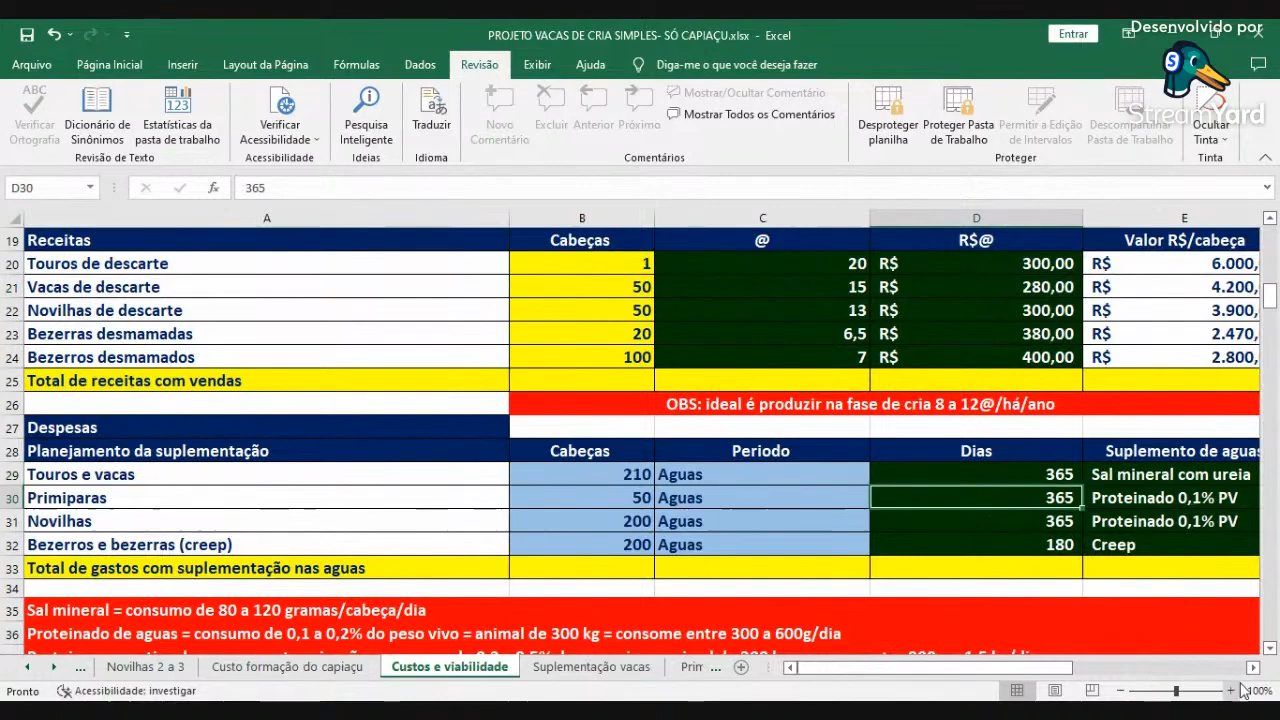 Desenvolvido por
PROJETO VACAS DE CRIA SIMPLES- SÓ CAPIAÇU.xlsx - Excel
Entrar
Arquivo Página Inicial Inserir Layout da Página Fórmulas Dados Revisão Exibir Ajuda Diga-me o que você deseja fazer
StreamYard
Verificar Ortografia
Dicionário de Sinônimos
Estatísticas da pasta de trabalho
Verificar Acessibilidade
Pesquisa Inteligente
Traduzir
Novo Comentário
Excluir Anterior Próximo
Mostrar/Ocultar Comentário
Mostrar Todos os Comentários
Desproteger planilha
Proteger Pasta de Trabalho
Permitir a Edição de Intervalos
Descompartilhar Pasta de Trabalho
Ocultar Tinta
Revisão de Texto Acessibilidade Ideias Idioma Comentários Proteger Tinta
D30 fx 365
A B C D E
19 Receitas Cabeças @ R$@ Valor R$/cabeça
20 Touros de descarte 1 20 R$ 300,00 R$ 6.000,
21 Vacas de descarte 50 15 R$ 280,00 R$ 4.200,
22 Novilhas de descarte 50 13 R$ 300,00 R$ 3.900,
23 Bezerras desmamadas 20 6,5 R$ 380,00 R$ 2.470,
24 Bezerros desmamados 100 7 R$ 400,00 R$ 2.800,
25 Total de receitas com vendas
26 OBS: ideal é produzir na fase de cria 8 a 12@/há/ano
27 Despesas
28 Planejamento da suplementação Cabeças Periodo Dias Suplemento de aguas
29 Touros e vacas 210 Aguas 365 Sal mineral com ureia
30 Primiparas 50 Aguas 365 Proteinado 0,1% PV
31 Novilhas 200 Aguas 365 Proteinado 0,1% PV
32 Bezerros e bezerras (creep) 200 Aguas 180 Creep
33 Total de gastos com suplementação nas aguas
34
35 Sal mineral = consumo de 80 a 120 gramas/cabeça/dia
36 Proteinado de aguas = consumo de 0,1 a 0,2% do peso vivo = animal de 300 kg = consome entre 300 a 600g/dia
... Novilhas 2 a 3 Custo formação do capiaçu Custos e viabilidade Suplementação vacas Prim ...
Pronto Acessibilidade: investigar 100%